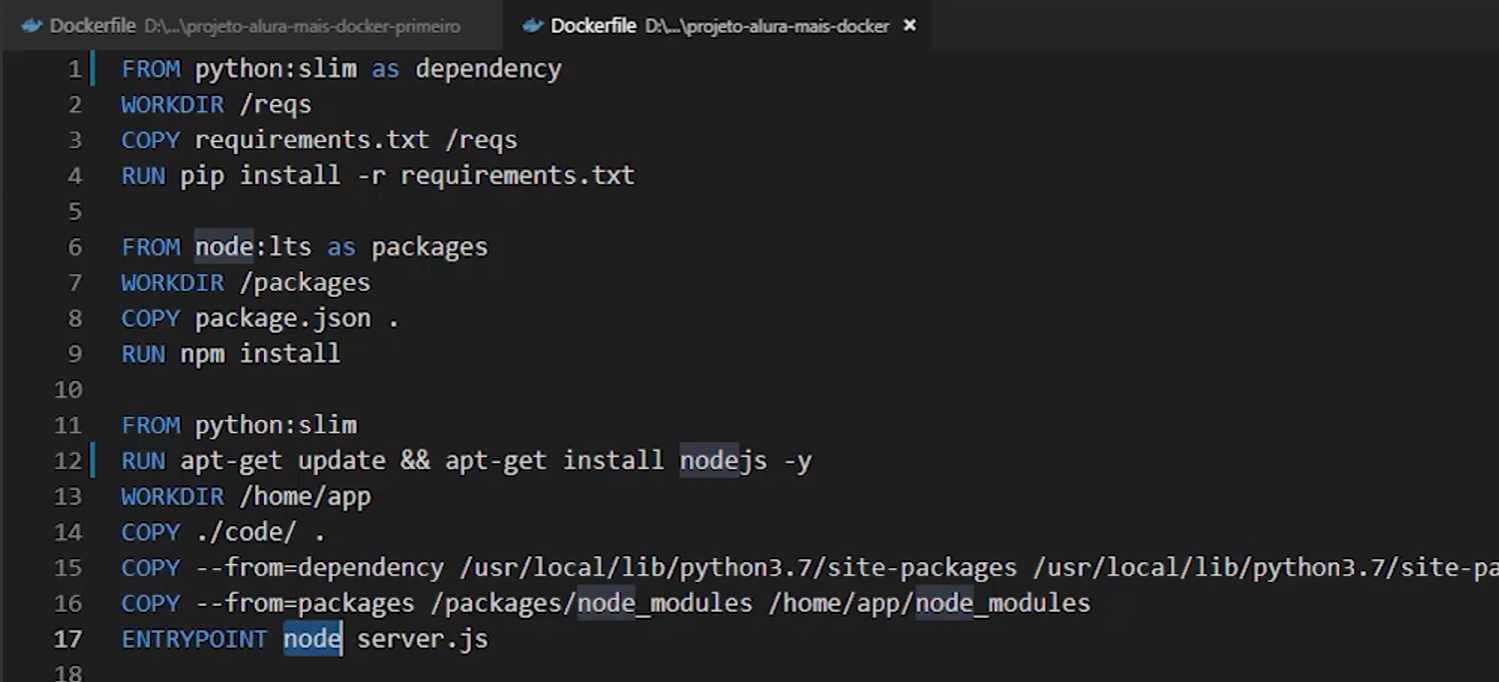 Dockerfile D:\...\projeto-alura-mais-docker-primeiro Dockerfile D:\...\projeto-alura-mais-docker ×
1 FROM python:slim as dependency
2 WORKDIR /reqs
3 COPY requirements.txt /reqs
4 RUN pip install -r requirements.txt
5
6 FROM node:lts as packages
7 WORKDIR /packages
8 COPY package.json .
9 RUN npm install
10
11 FROM python:slim
12 RUN apt-get update && apt-get install nodejs -y
13 WORKDIR /home/app
14 COPY ./code/ .
15 COPY --from=dependency /usr/local/lib/python3.7/site-packages /usr/local/lib/python3.7/site-pa
16 COPY --from=packages /packages/node_modules /home/app/node_modules
17 ENTRYPOINT node server.js
18